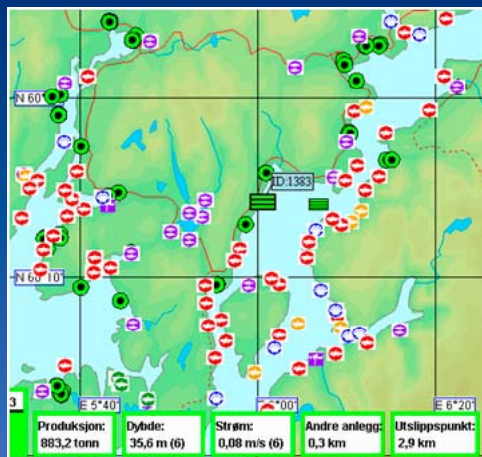 N 60°
ID:1383
N 60°10'
E 5°40'
6°00'
E 6°20'
3
Produksjon:
883,2 tonn
Dybde:
35,6 m (6)
Strøm:
0,08 m/s (6)
Andre anlegg:
0,3 km
Utslippspunkt:
2,9 km